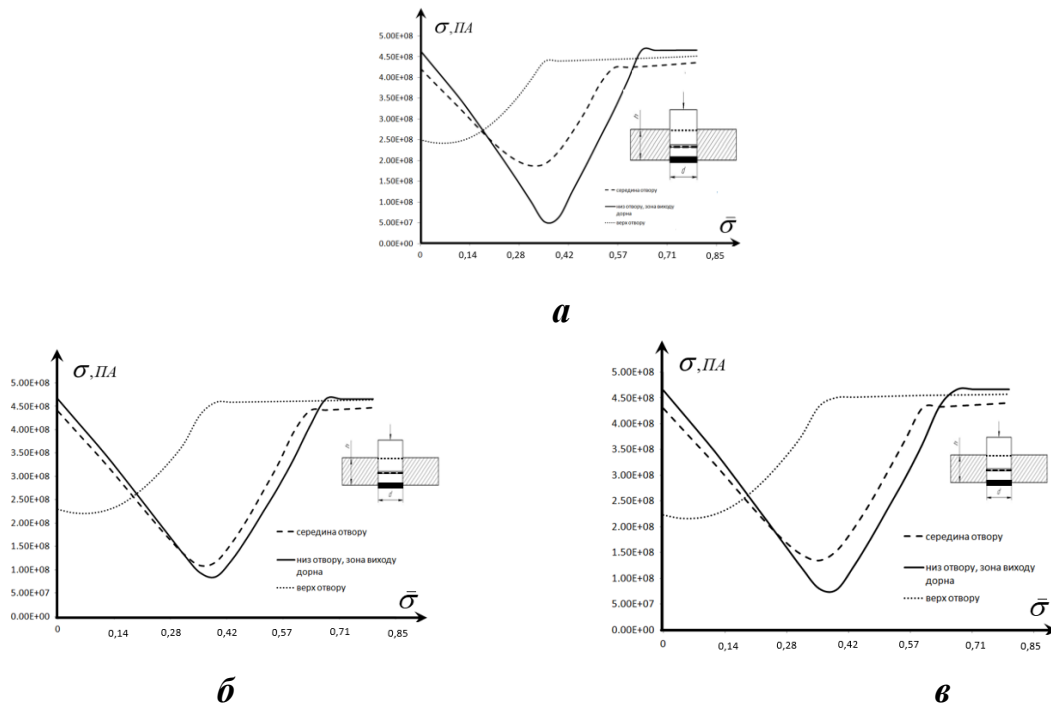 σ,ПА
5.00E+08
4.50E+08
4.00E+08
3.50E+08
3.00E+08
2.50E+08
2.00E+08
1.50E+08
1.00E+08
5.00E+07
0.00E+00
h
d
середина отвору
низ отвору, зона виходу
дорна
верх отвору
σ̄
0 0,14 0,28 0,42 0,57 0,71 0,85
а
σ,ПА
5.00E+08
4.50E+08
4.00E+08
3.50E+08
3.00E+08
2.50E+08
2.00E+08
1.50E+08
1.00E+08
5.00E+07
0.00E+00
h
d
середина отвору
низ отвору, зона виходу
дорна
верх отвору
σ̄
0 0,14 0,28 0,42 0,57 0,71 0,85
б
σ,ПА
5.00E+08
4.50E+08
4.00E+08
3.50E+08
3.00E+08
2.50E+08
2.00E+08
1.50E+08
1.00E+08
5.00E+07
0.00E+00
h
d
середина отвору
низ отвору, зона виходу
дорна
верх отвору
σ̄
0 0,14 0,28 0,42 0,57 0,71 0,85
в